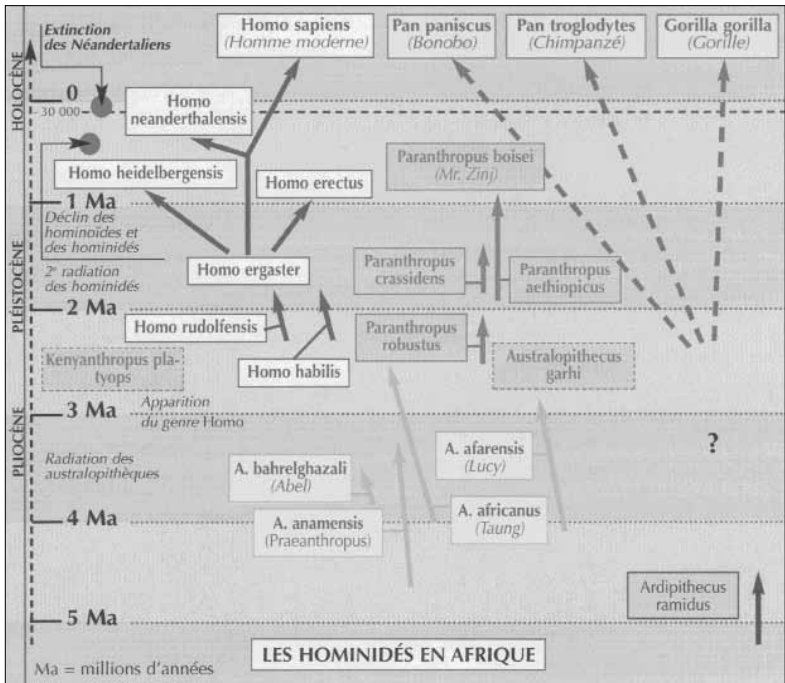 Extinction
des Néandertaliens
Homo sapiens
(Homme moderne)
Pan paniscus
(Bonobo)
Pan troglodytes
(Chimpanzé)
Gorilla gorilla
(Gorille)
HOLOCÈNE
0
30 000
Homo
neanderthalensis
Homo heidelbergensis
Homo erectus
Paranthropus boisei
(Mr. Zinj)
1 Ma
Déclin des
hominoïdes et
des hominidés
2e radiation
des hominidés
PLÉISTOCÈNE
Homo ergaster
Paranthropus
crassidens
Paranthropus
aethiopicus
2 Ma
Homo rudolfensis
Paranthropus
robustus
Kenyanthropus pla-
tyops
Homo habilis
Australopithecus
garhi
3 Ma
Apparition
du genre Homo
PLIOCÈNE
Radiation des
australopithèques
A. bahrelghazali
(Abel)
A. afarensis
(Lucy)
?
A. anamensis
(Praeanthropus)
A. africanus
(Taung)
4 Ma
Ardipithecus
ramidus
5 Ma
LES HOMINIDÉS EN AFRIQUE
Ma = millions d'années